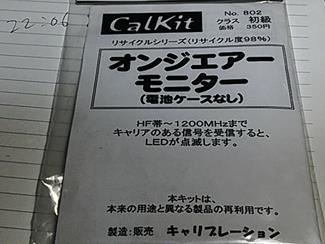 22:06
CalKit
No. 802
クラス 初級
価格 350円
リサイクルシリーズ(リサイクル度98%)
オンジエアー
モニター
(電池ケースなし)
HF帯～1200MHzまで
キャリアのある信号を受信すると、
LEDが点滅します。
本キットは、
本来の用途と異なる製品の再利用です。
製造:販売 キャリブレーション